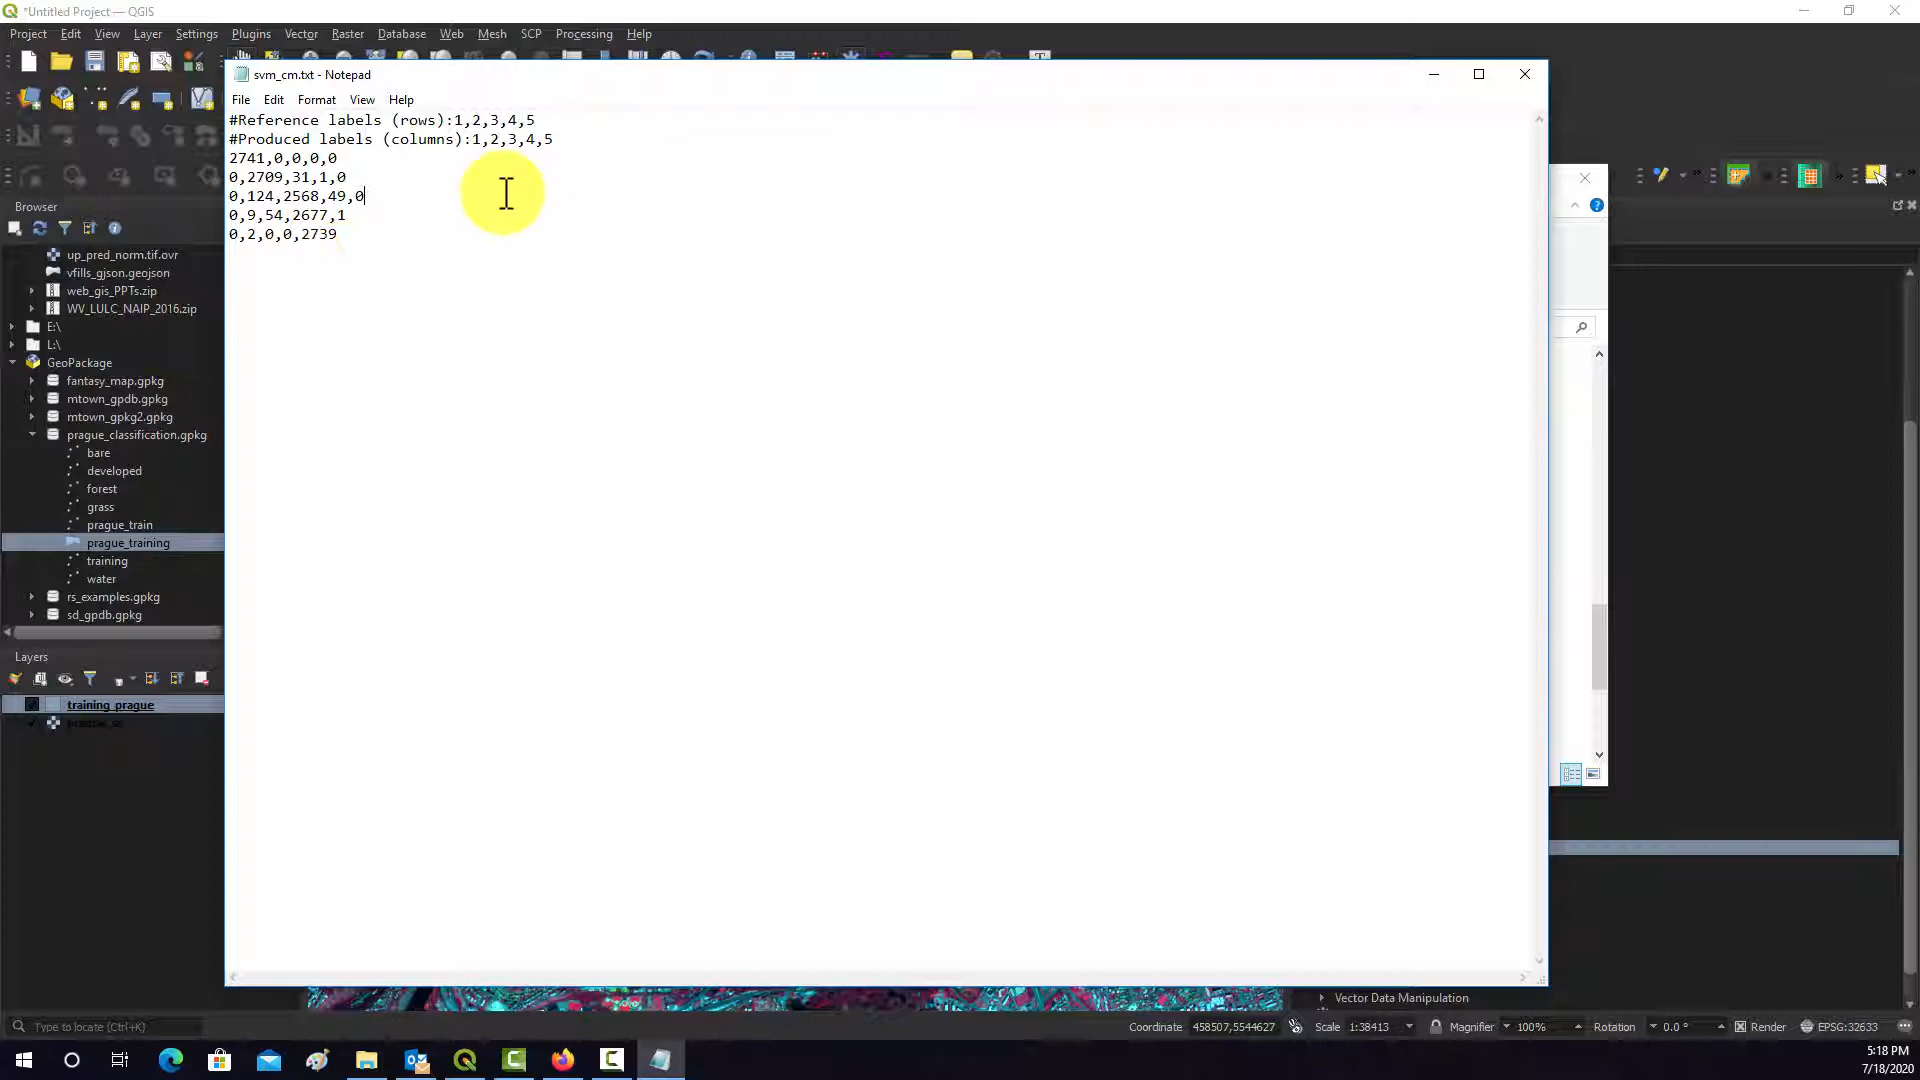 *Untitled Project — QGIS
Project Edit View Layer Settings Plugins Vector Raster Database Web Mesh SCP Processing Help
svm_cm.txt - Notepad
File Edit Format View Help
#Reference labels (rows):1,2,3,4,5
#Produced labels (columns):1,2,3,4,5
2741,0,0,0,0
0,2709,31,1,0
0,124,2568,49,0
0,9,54,2677,1
0,2,0,0,2739
Browser
up_pred_norm.tif.ovr
vfills_gjson.geojson
web_gis_PPTs.zip
WV_LULC_NAIP_2016.zip
E:\
L:\
GeoPackage
fantasy_map.gpkg
mtown_gpdb.gpkg
mtown_gpkg2.gpkg
prague_classification.gpkg
bare
developed
forest
grass
prague_train
prague_training
training
water
rs_examples.gpkg
sd_gpdb.gpkg
Layers
training_prague
Vector Data Manipulation
Type to locate (Ctrl+K)
Coordinate 458507,5544627 Scale 1:38413 Magnifier 100% Rotation 0.0 ° Render EPSG:32633
5:18 PM
7/18/2020